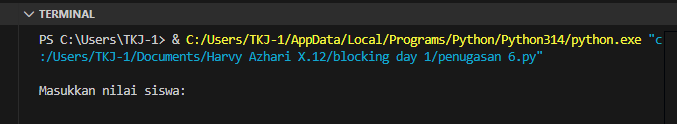 TERMINAL
PS C:\Users\TKJ-1> & C:/Users/TKJ-1/AppData/Local/Programs/Python/Python314/python.exe "c
:/Users/TKJ-1/Documents/Harvy Azhari X.12/blocking day 1/penugasan 6.py"
Masukkan nilai siswa: